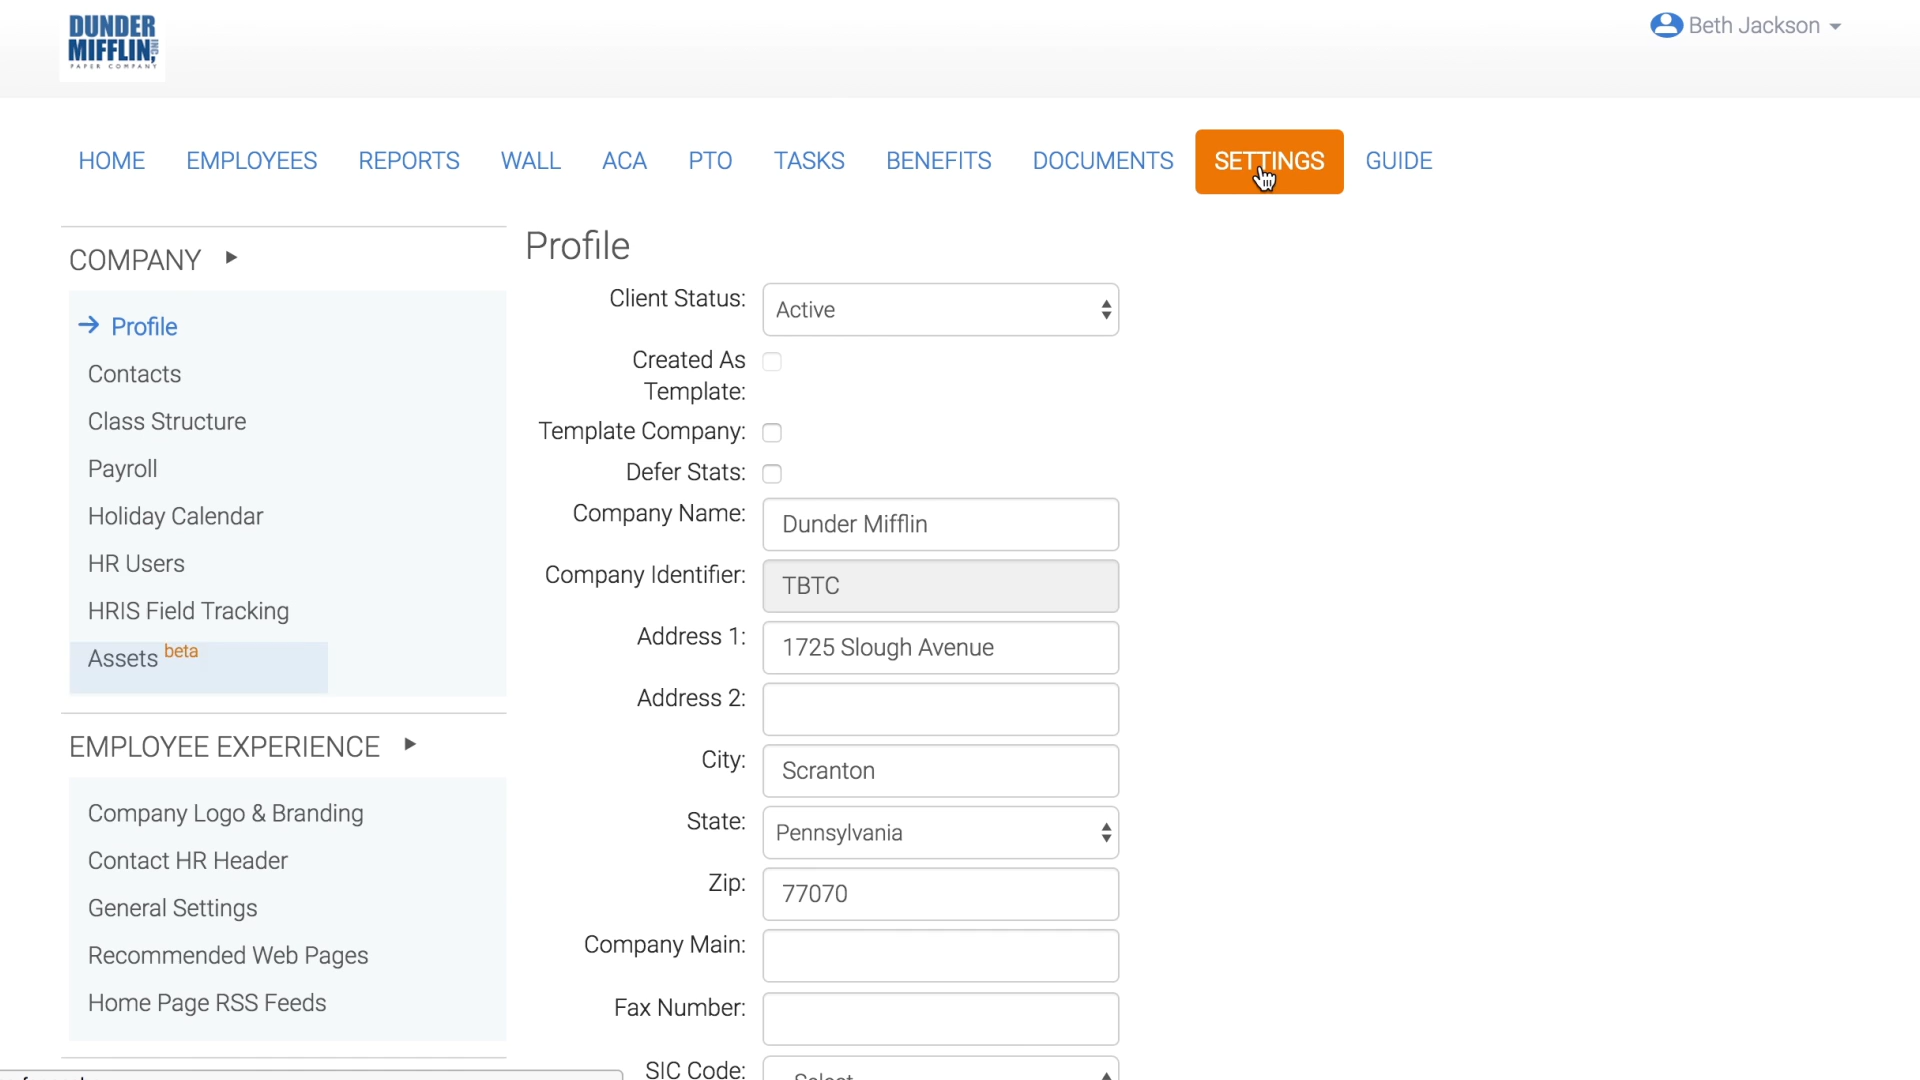 DUNDER
MIFFLIN, INC
PAPER COMPANY
Beth Jackson
HOME EMPLOYEES REPORTS WALL ACA PTO TASKS BENEFITS DOCUMENTS SETTINGS GUIDE
COMPANY
Profile
Contacts
Class Structure
Payroll
Holiday Calendar
HR Users
HRIS Field Tracking
Assets beta
EMPLOYEE EXPERIENCE
Company Logo & Branding
Contact HR Header
General Settings
Recommended Web Pages
Home Page RSS Feeds
Profile
Client Status: Active
Created As
Template:
Template Company:
Defer Stats:
Company Name: Dunder Mifflin
Company Identifier: TBTC
Address 1: 1725 Slough Avenue
Address 2:
City: Scranton
State: Pennsylvania
Zip: 77070
Company Main:
Fax Number:
SIC Code: Select